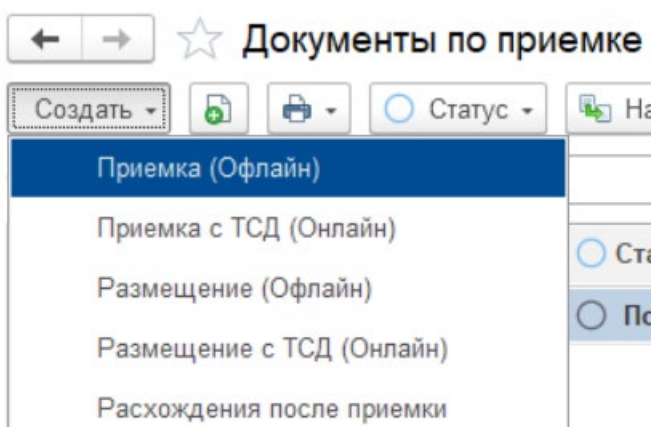 Документы по приемке
Создать
Статус
Приемка (Офлайн)
Приемка с ТСД (Онлайн)
Размещение (Офлайн)
Размещение с ТСД (Онлайн)
Расхождения после приемки